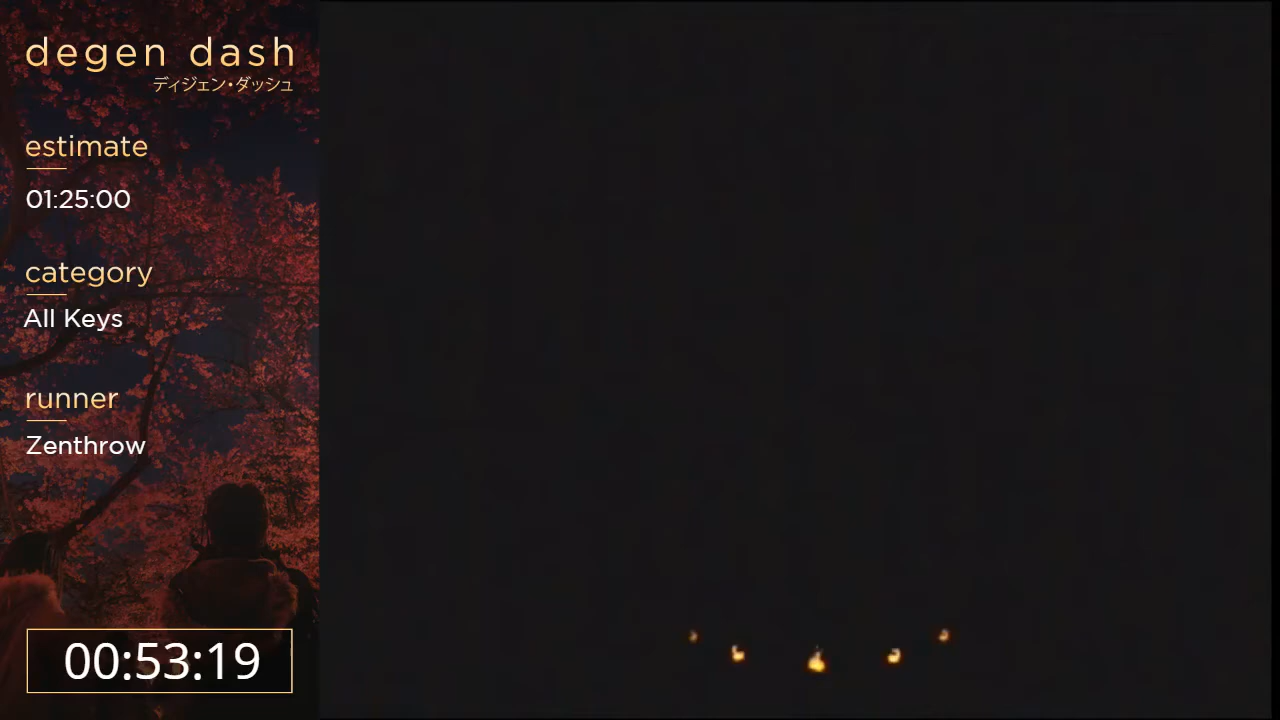 degen dash
ディジェン・ダッシュ
estimate
01:25:00
category
All Keys
runner
Zenthrow
00:53:19